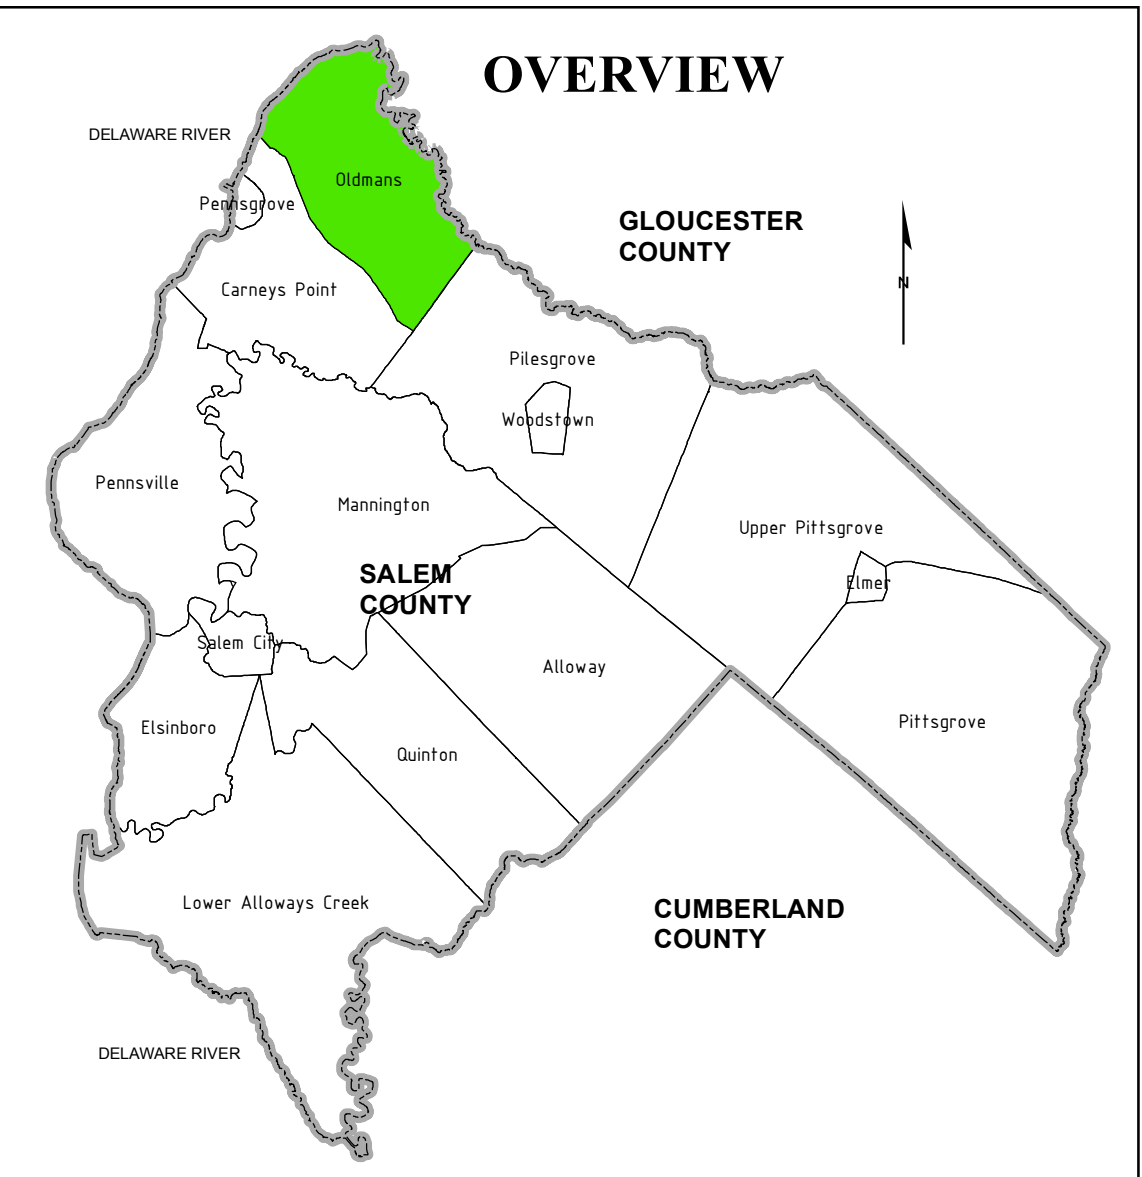 OVERVIEW
DELAWARE RIVER
Oldmans
Pennsgrove
GLOUCESTER
COUNTY
N
Carneys Point
Pilesgrove
Woodstown
Pennsville
Mannington
Upper Pittsgrove
SALEM
COUNTY
Elmer
Salem City
Alloway
Elsinboro
Pittsgrove
Quinton
Lower Alloways Creek
CUMBERLAND
COUNTY
DELAWARE RIVER